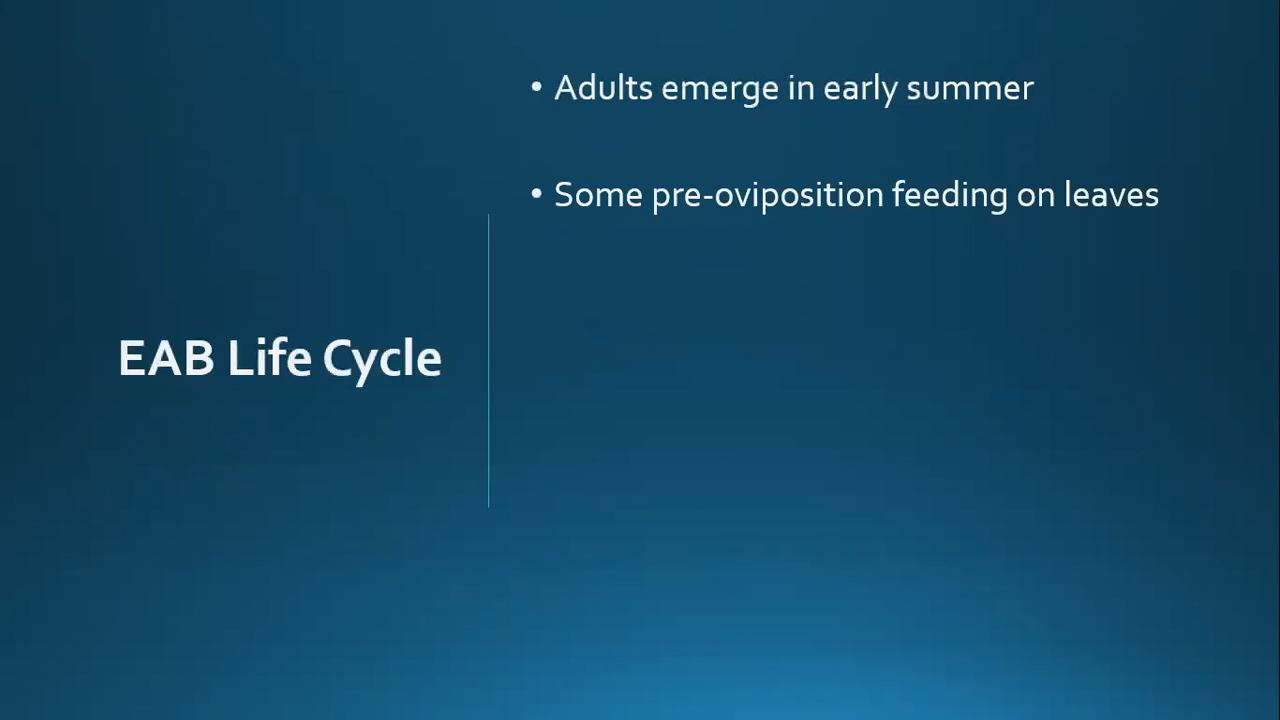 EAB Life Cycle
• Adults emerge in early summer
• Some pre-oviposition feeding on leaves